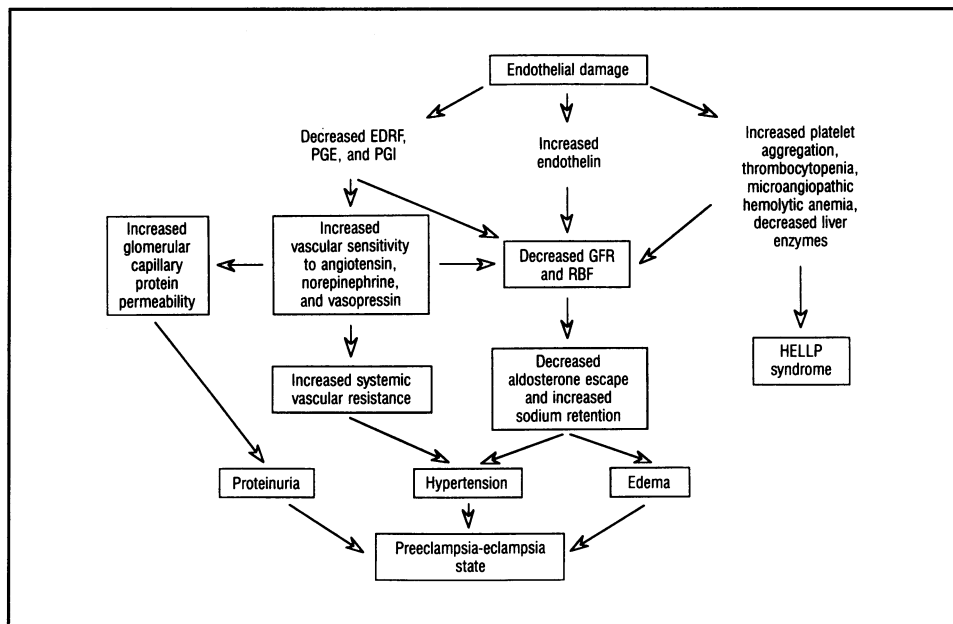 Endothelial damage
Decreased EDRF,
PGE, and PGI
Increased
endothelin
Increased platelet
aggregation,
thrombocytopenia,
microangiopathic
hemolytic anemia,
decreased liver
enzymes
Increased
glomerular
capillary
protein
permeability
Increased
vascular sensitivity
to angiotensin,
norepinephrine,
and vasopressin
Decreased GFR
and RBF
HELLP
syndrome
Increased systemic
vascular resistance
Decreased
aldosterone escape
and increased
sodium retention
Proteinuria
Hypertension
Edema
Preeclampsia-eclampsia
state